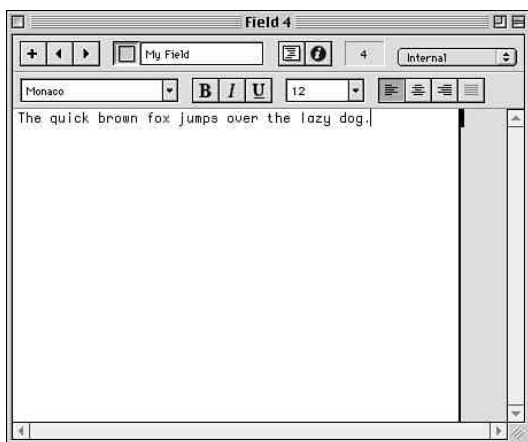 Field 4
+ My Field i 4 Internal
Monaco B I U 12
The quick brown fox jumps over the lazy dog.